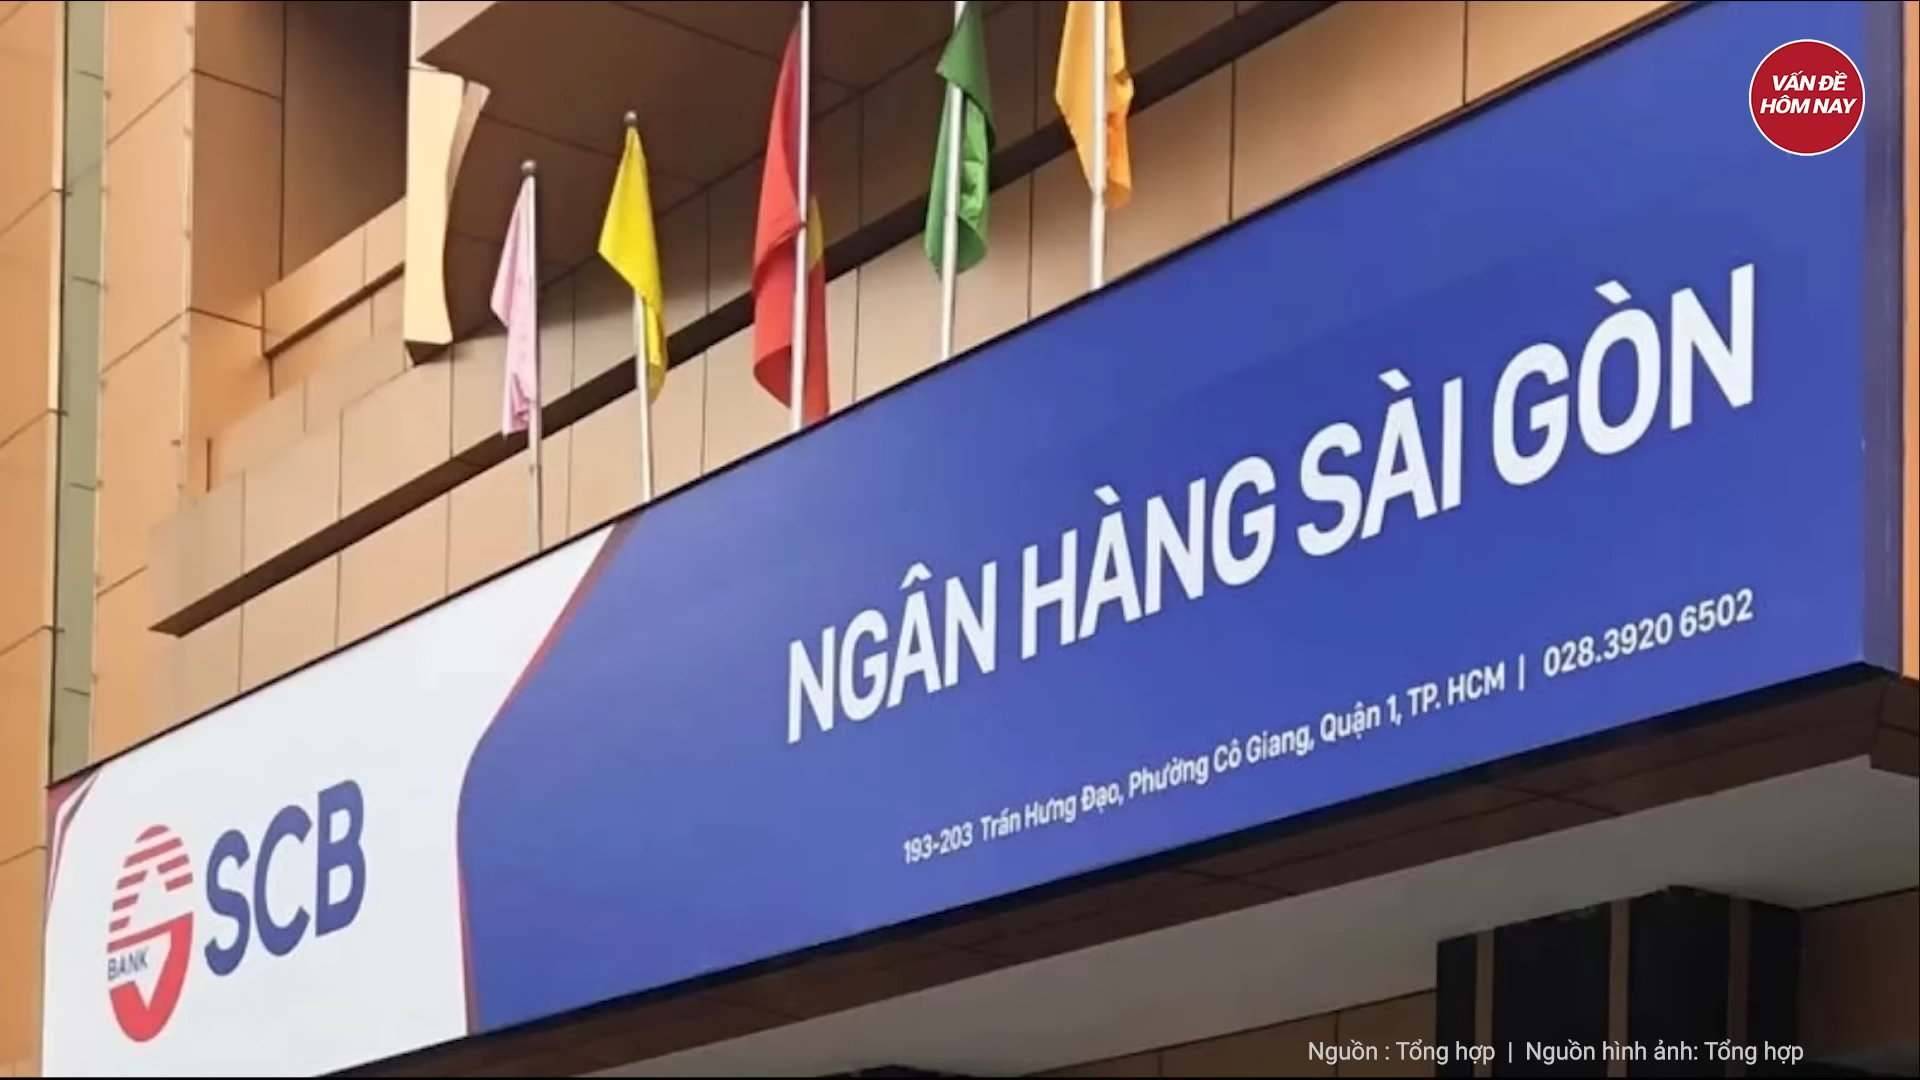 VẤN ĐỀ
HÔM NAY
NGÂN HÀNG SÀI GÒN
193-203 Trần Hưng Đạo, Phường Cô Giang, Quận 1, TP. HCM | 028.3920 6502
BANK
SCB
Nguồn : Tổng hợp | Nguồn hình ảnh: Tổng hợp